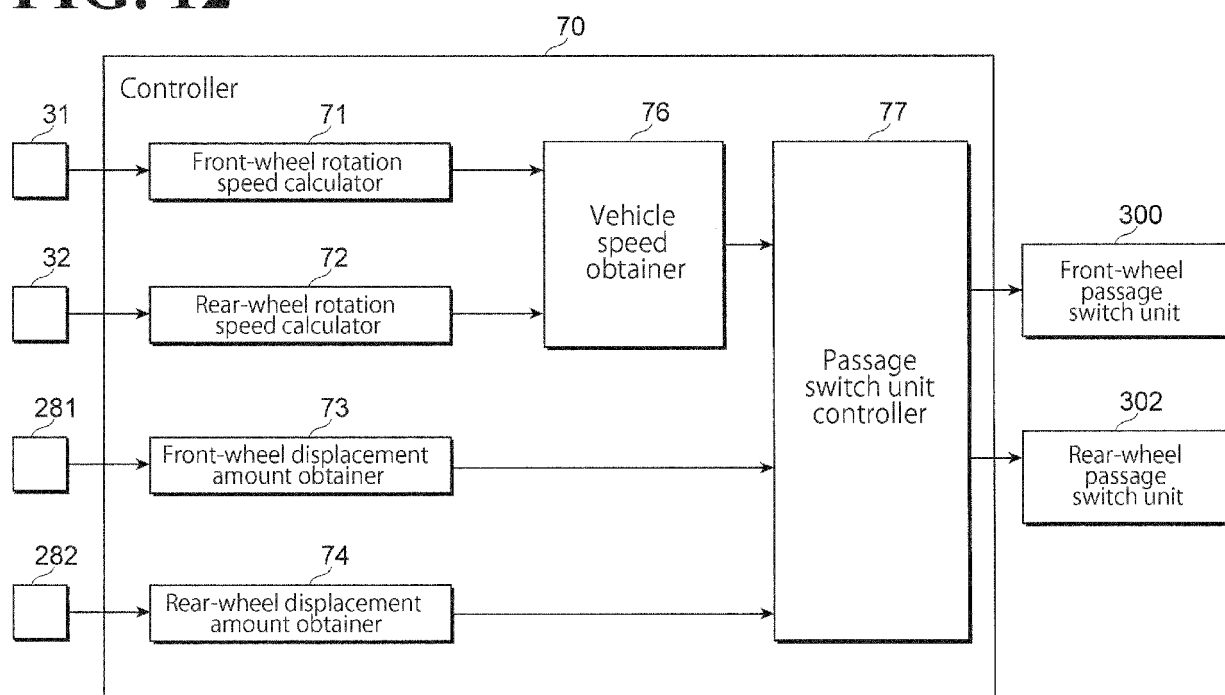 FIG. 12
70
Controller
31
71
76
77
Front-wheel rotation
speed calculator
Vehicle
speed
obtainer
300
32
72
Front-wheel
passage
switch unit
Rear-wheel rotation
speed calculator
Passage
switch unit
controller
281
73
302
Front-wheel displacement
amount obtainer
Rear-wheel
passage
switch unit
282
74
Rear-wheel displacement
amount obtainer